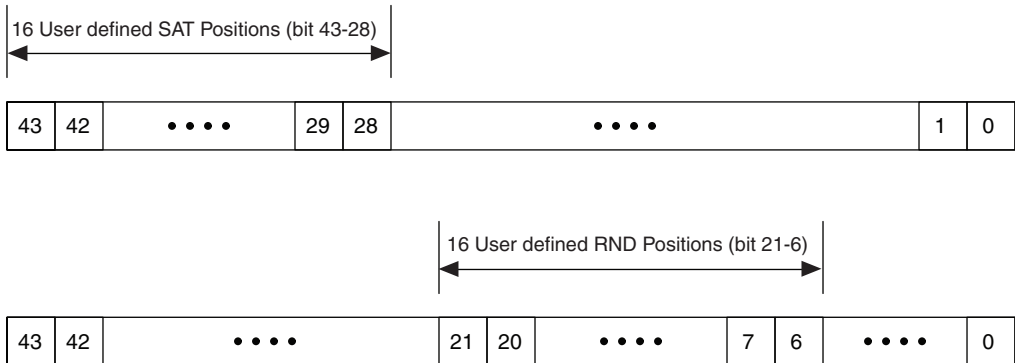 16 User defined SAT Positions (bit 43-28)
43 42 •••• 29 28 •••• 1 0
16 User defined RND Positions (bit 21-6)
43 42 •••• 21 20 •••• 7 6 •••• 0